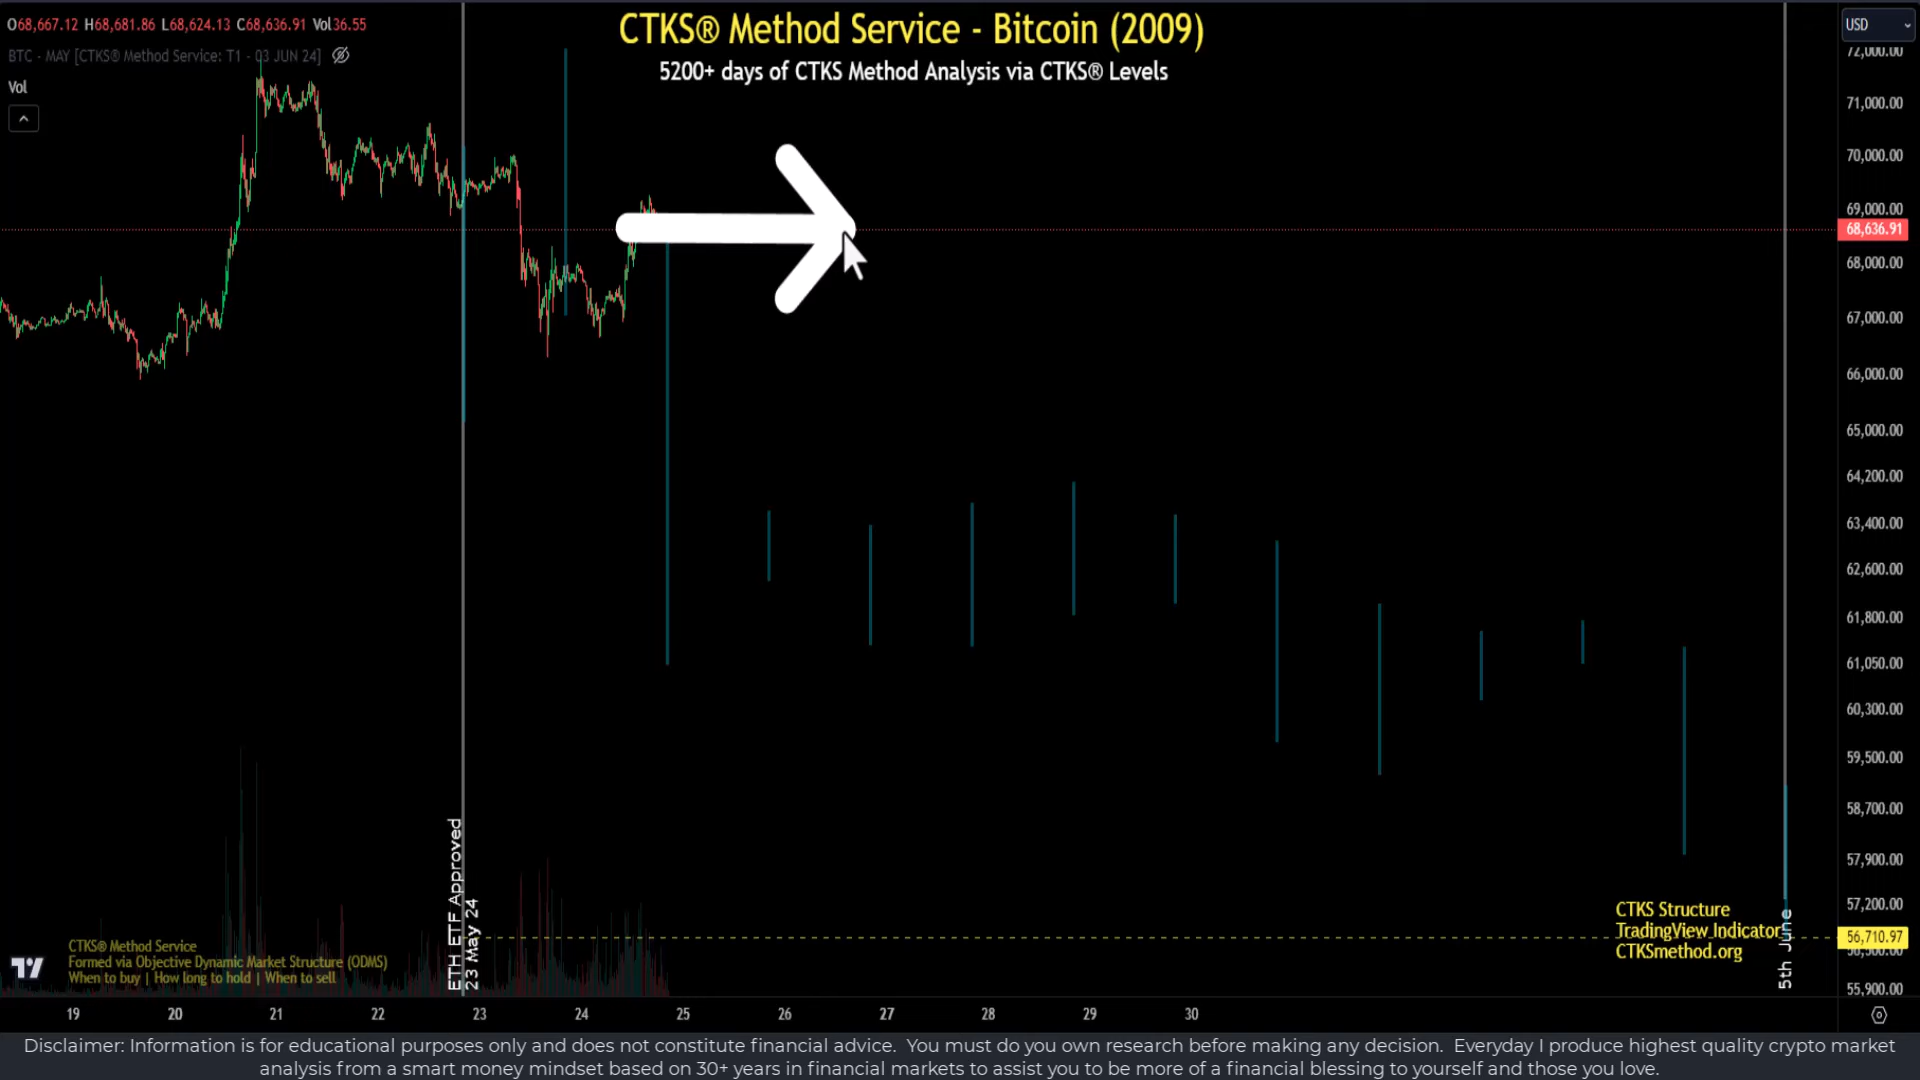 O68,667.12 H68,681.86 L68,624.13 C68,636.91 Vol36.55
BTC - MAY [CTKS® Method Service: T1 - 03 JUN 24]
Vol
CTKS® Method Service - Bitcoin (2009)
5200+ days of CTKS Method Analysis via CTKS® Levels
USD
72,000.00
71,000.00
70,000.00
69,000.00
68,636.91
68,000.00
67,000.00
66,000.00
65,000.00
64,200.00
63,400.00
62,600.00
61,800.00
61,050.00
60,300.00
59,500.00
58,700.00
57,900.00
57,200.00
56,710.97
55,900.00
ETH ETF Approved
23 May 24
5th June
CTKS Structure
TradingView Indicator
CTKSmethod.org
CTKS® Method Service
Formed via Objective Dynamic Market Structure (ODMS)
When to buy | How long to hold | When to sell
19 20 21 22 23 24 25 26 27 28 29 30
Disclaimer: Information is for educational purposes only and does not constitute financial advice. You must do you own research before making any decision. Everyday I produce highest quality crypto market
analysis from a smart money mindset based on 30+ years in financial markets to assist you to be more of a financial blessing to yourself and those you love.